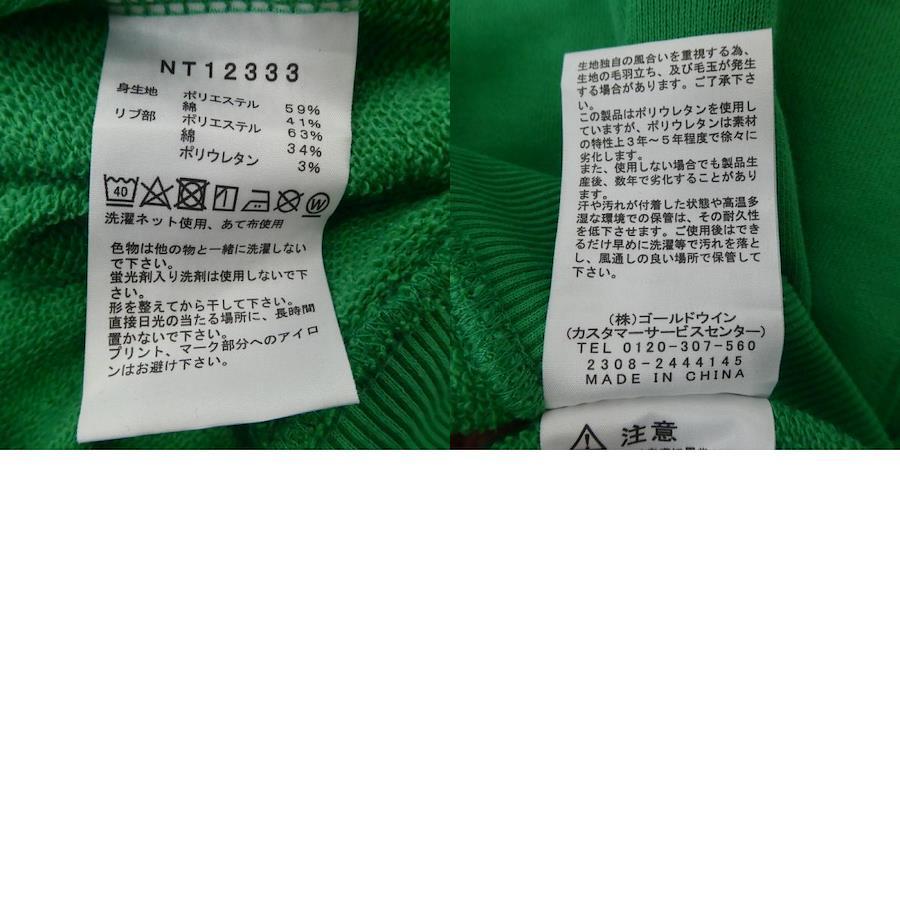 NT12333
身生地 ポリエステル 59%
綿 41%
リブ部 ポリエステル 63%
綿 34%
ポリウレタン 3%
40 W
洗濯ネット使用、あて布使用
色物は他の物と一緒に洗濯しない
で下さい。
蛍光剤入り洗剤は使用しないで下
さい。
形を整えてから干して下さい。
直接日光の当たる場所に、長時間
置かないで下さい。
プリント、マーク部分へのアイロ
ンはお避け下さい。
生地独自の風合いを重視する為、
生地の毛羽立ち、及び毛玉が発生
する場合があります。ご了承下さ
い。
この製品はポリウレタンを使用し
ていますが、ポリウレタンは素材
の特性上3年～5年程度で徐々に
劣化します。
また、使用しない場合でも製品生
産後、数年で劣化することがあり
ます。
汗や汚れが付着した状態や高温多
湿な環境での保管は、その耐久性
を低下させます。ご使用後はでき
るだけ早めに洗濯等で汚れを落と
し、風通しの良い場所で保管して
下さい。
(株)ゴールドウイン
(カスタマーサービスセンター)
TEL 0120-307-560
2308-2444145
MADE IN CHINA
注意